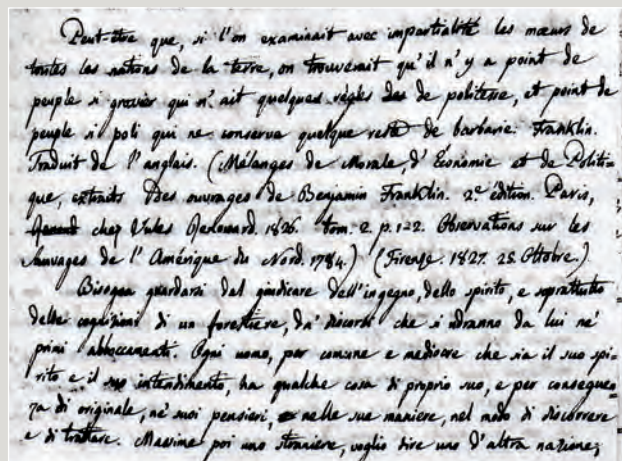 Peut-être que, si l'on examinait avec impartialité les mœurs de
toutes les nations de la terre, on trouverait qu'il n'y a point de
peuple si grossier qui n'ait quelques règles de politesse, et point de
peuple si poli qui ne conserve quelque reste de barbarie. Franklin.
Traduit de l'anglais. (Mélanges de Morale, d'Économie et de Politi-
que, extraits des ouvrages de Benjamin Franklin. 2e édition. Paris,
chez Jules Renouard. 1826. tom. 2. p. 1-2. Observations sur les
Sauvages de l'Amérique du Nord. 1784.) (Firenze. 1827. 25. Ottobre.)
Bisogna guardarsi dal giudicare dell'ingegno, dello spirito, e soprattutto
delle cognizioni di un forestiere, da' discorsi che si udranno da lui ne'
primi abboccamenti. Ogni uomo, per comune e mediocre che sia il suo spi-
rito e il suo intendimento, ha qualche cosa di proprio suo, e per conseguen-
za di originale, ne' suoi pensieri, nelle sue maniere, nel modo di discorrere
e di trattare. Massime poi uno straniero, voglio dire uno d'altra nazione;